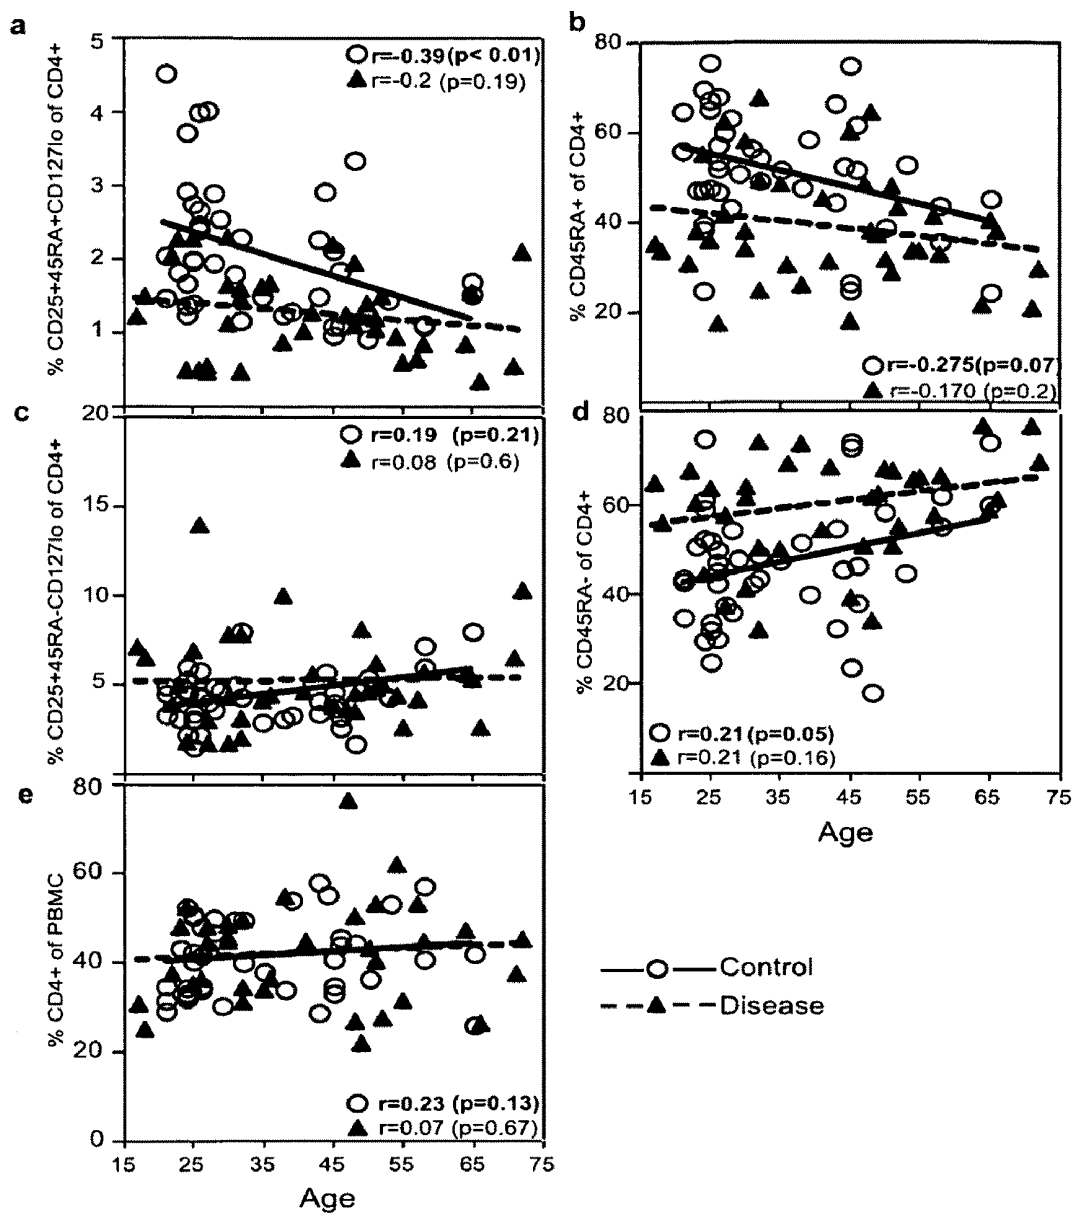 a
% CD25+45RA+CD127lo of CD4+
5
4
3
2
1
r=-0.39(p< 0.01)
r=-0.2 (p=0.19)
b
% CD45RA+ of CD4+
80
60
40
20
r=-0.275(p=0.07)
r=-0.170 (p=0.2)
c
% CD25+45RA-CD127lo of CD4+
20
15
10
5
r=0.19 (p=0.21)
r=0.08 (p=0.6)
d
% CD45RA- of CD4+
80
60
40
20
r=0.21(p=0.05)
r=0.21 (p=0.16)
15 25 35 45 55 65 75
Age
e
% CD4+ of PBMC
80
60
40
20
0
r=0.23 (p=0.13)
r=0.07 (p=0.67)
15 25 35 45 55 65 75
Age
Control
Disease